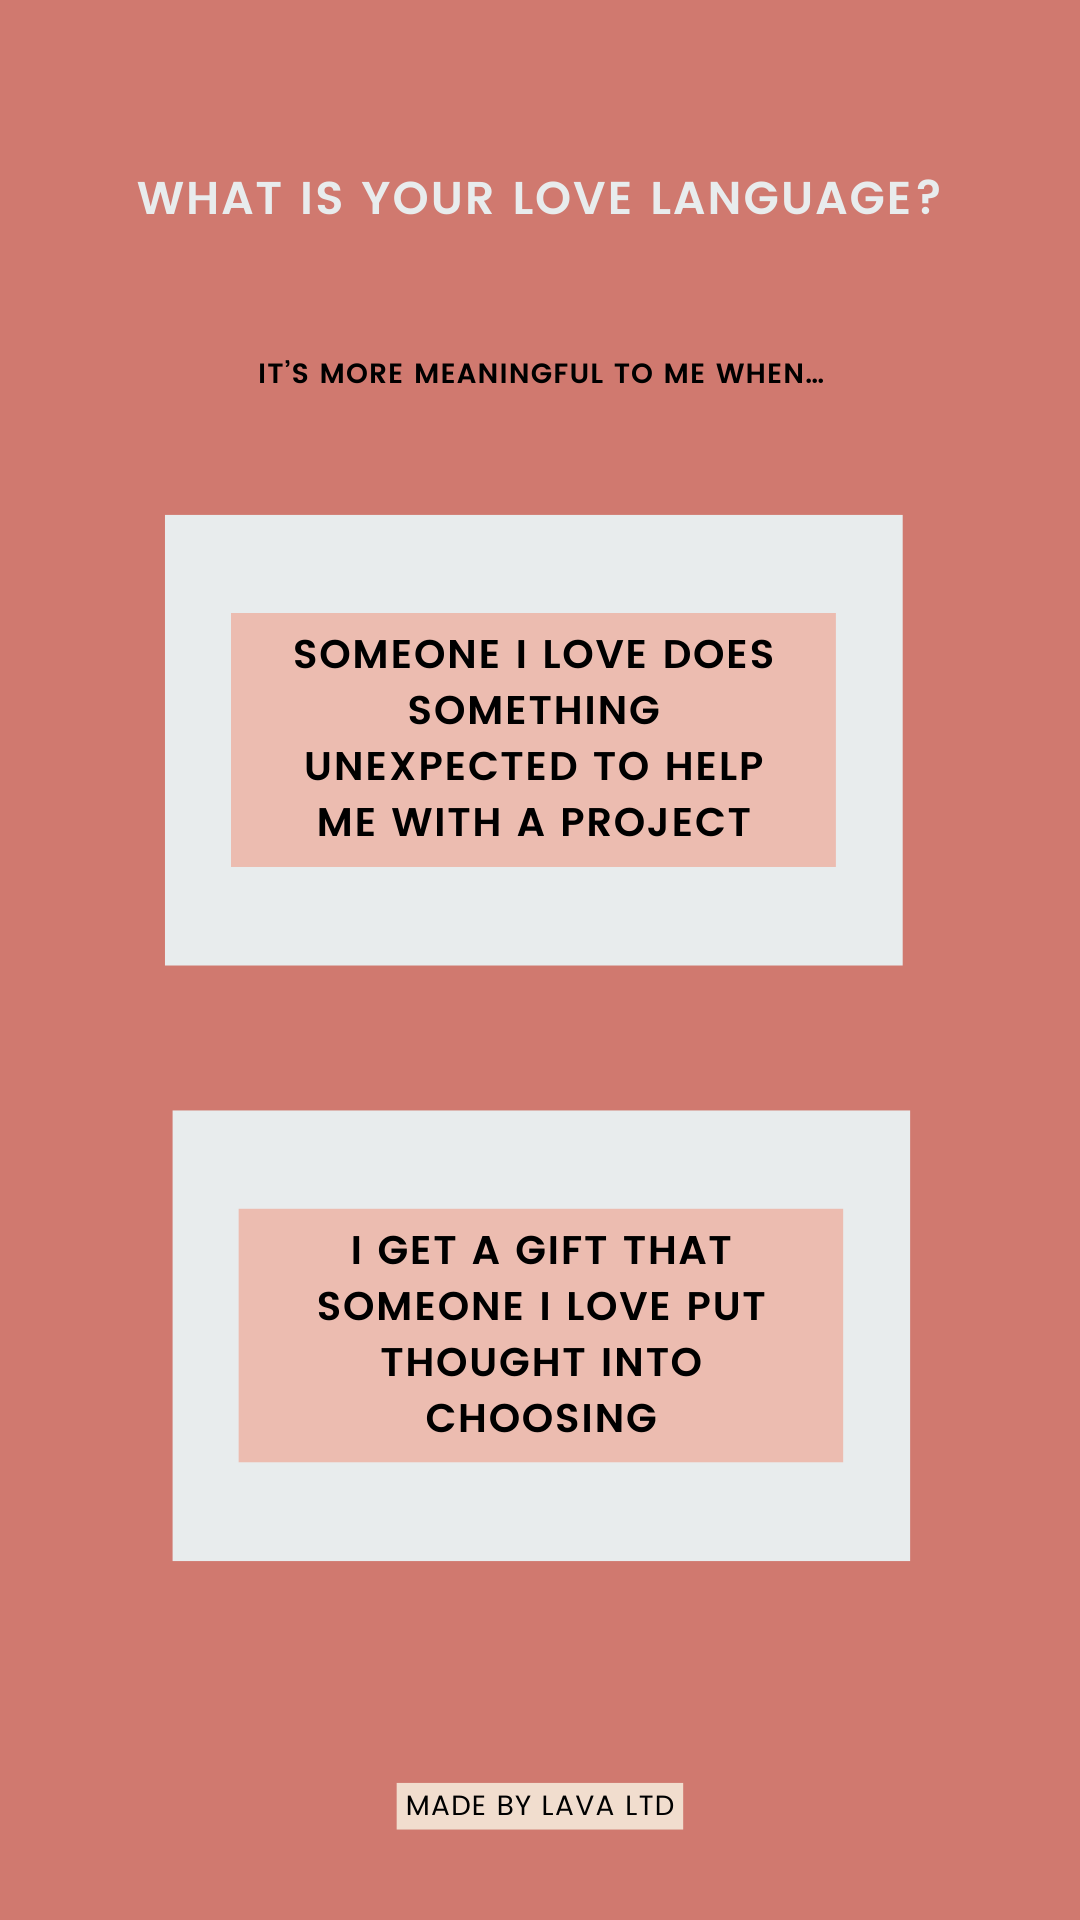 WHAT IS YOUR LOVE LANGUAGE?
IT'S MORE MEANINGFUL TO ME WHEN...
SOMEONE I LOVE DOES
SOMETHING
UNEXPECTED TO HELP
ME WITH A PROJECT
I GET A GIFT THAT
SOMEONE I LOVE PUT
THOUGHT INTO
CHOOSING
MADE BY LAVA LTD